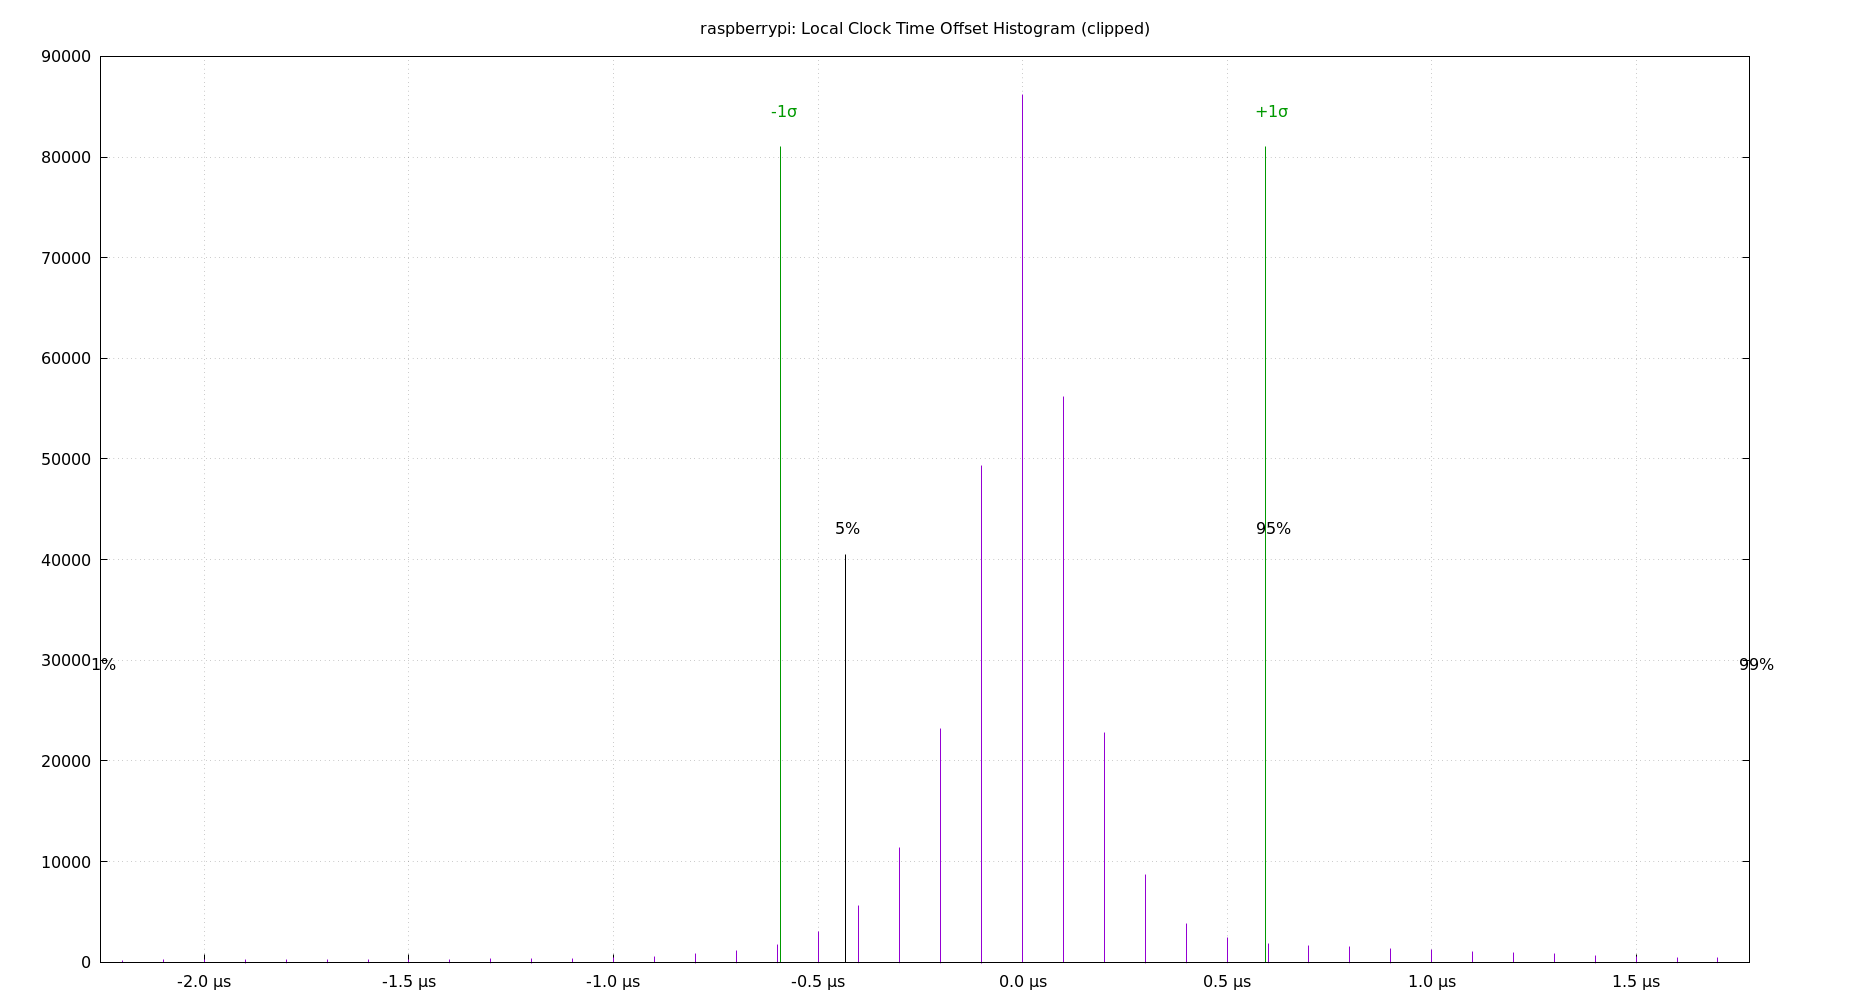 raspberrypi: Local Clock Time Offset Histogram (clipped)
90000
-1σ
+1σ
80000
70000
60000
50000
5%
95%
40000
30000
1%
99%
20000
10000
0
-2.0 µs
-1.5 µs
-1.0 µs
-0.5 µs
0.0 µs
0.5 µs
1.0 µs
1.5 µs